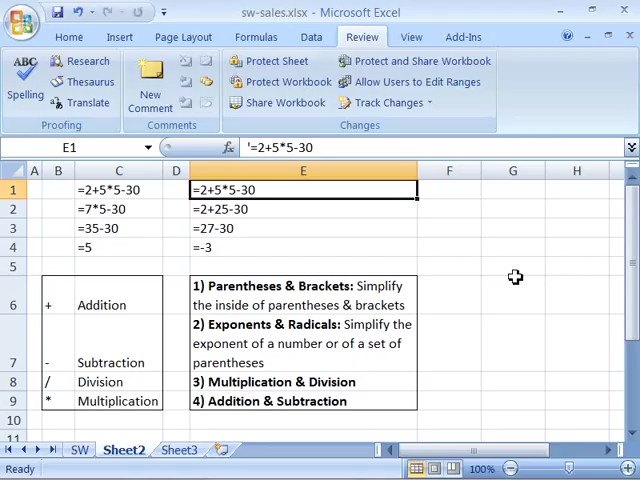 sw-sales.xlsx - Microsoft Excel
Home Insert Page Layout Formulas Data Review View Add-Ins
ABC
Spelling
Research
Thesaurus
Translate
Proofing
New
Comment
Comments
Protect Sheet
Protect Workbook
Share Workbook
Protect and Share Workbook
Allow Users to Edit Ranges
Track Changes
Changes
E1 fx '=2+5*5-30
A B C D E F G H
1 =2+5*5-30 =2+5*5-30
2 =7*5-30 =2+25-30
3 =35-30 =27-30
4 =5 =-3
5
1) Parentheses & Brackets: Simplify
6 + Addition the inside of parentheses & brackets
2) Exponents & Radicals: Simplify the
exponent of a number or of a set of
7 - Subtraction parentheses
8 / Division 3) Multiplication & Division
9 * Multiplication 4) Addition & Subtraction
10
11
SW Sheet2 Sheet3
Ready 100%